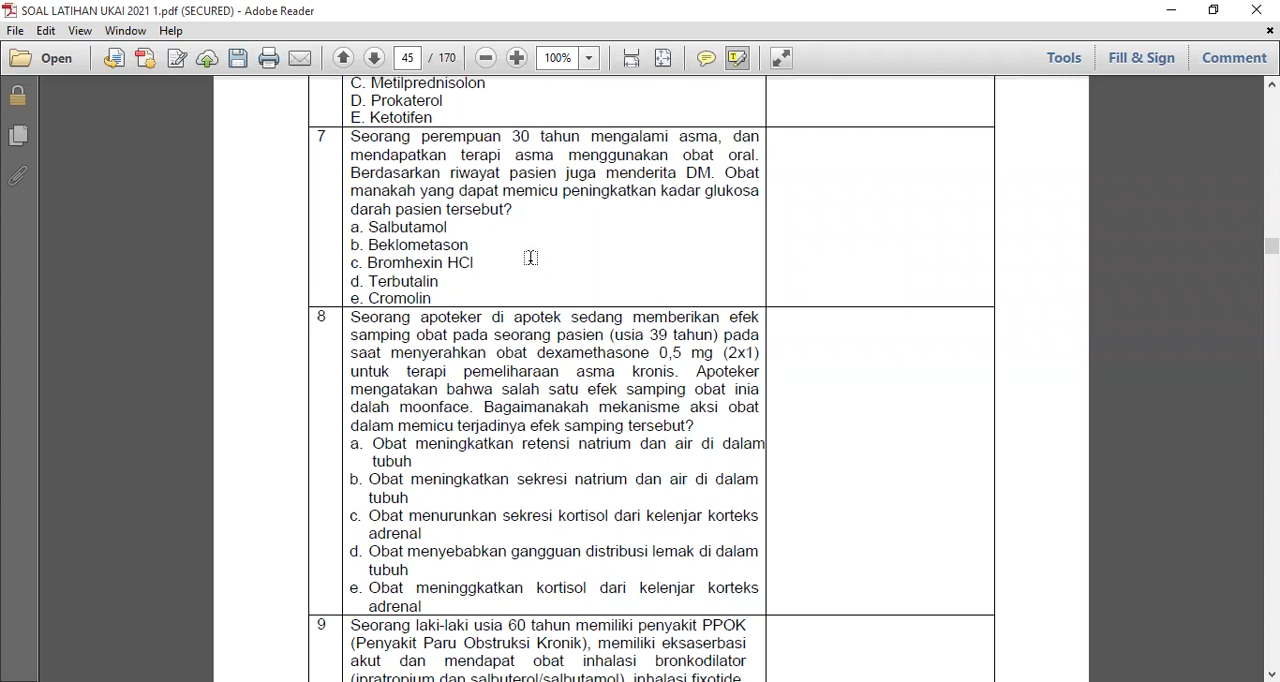 SOAL LATIHAN UKAI 2021 1.pdf (SECURED) - Adobe Reader
File Edit View Window Help
Open 45 / 170 100% Tools Fill & Sign Comment
C. Metilprednisolon
D. Prokaterol
E. Ketotifen
7 Seorang perempuan 30 tahun mengalami asma, dan
mendapatkan terapi asma menggunakan obat oral.
Berdasarkan riwayat pasien juga menderita DM. Obat
manakah yang dapat memicu peningkatkan kadar glukosa
darah pasien tersebut?
a. Salbutamol
b. Beklometason
c. Bromhexin HCl
d. Terbutalin
e. Cromolin
8 Seorang apoteker di apotek sedang memberikan efek
samping obat pada seorang pasien (usia 39 tahun) pada
saat menyerahkan obat dexamethasone 0,5 mg (2x1)
untuk terapi pemeliharaan asma kronis. Apoteker
mengatakan bahwa salah satu efek samping obat inia
dalah moonface. Bagaimanakah mekanisme aksi obat
dalam memicu terjadinya efek samping tersebut?
a. Obat meningkatkan retensi natrium dan air di dalam
tubuh
b. Obat meningkatkan sekresi natrium dan air di dalam
tubuh
c. Obat menurunkan sekresi kortisol dari kelenjar korteks
adrenal
d. Obat menyebabkan gangguan distribusi lemak di dalam
tubuh
e. Obat meninggkatkan kortisol dari kelenjar korteks
adrenal
9 Seorang laki-laki usia 60 tahun memiliki penyakit PPOK
(Penyakit Paru Obstruksi Kronik), memiliki eksaserbasi
akut dan mendapat obat inhalasi bronkodilator
(ipratropium dan salbuterol/salbutamol), inhalasi fixotide